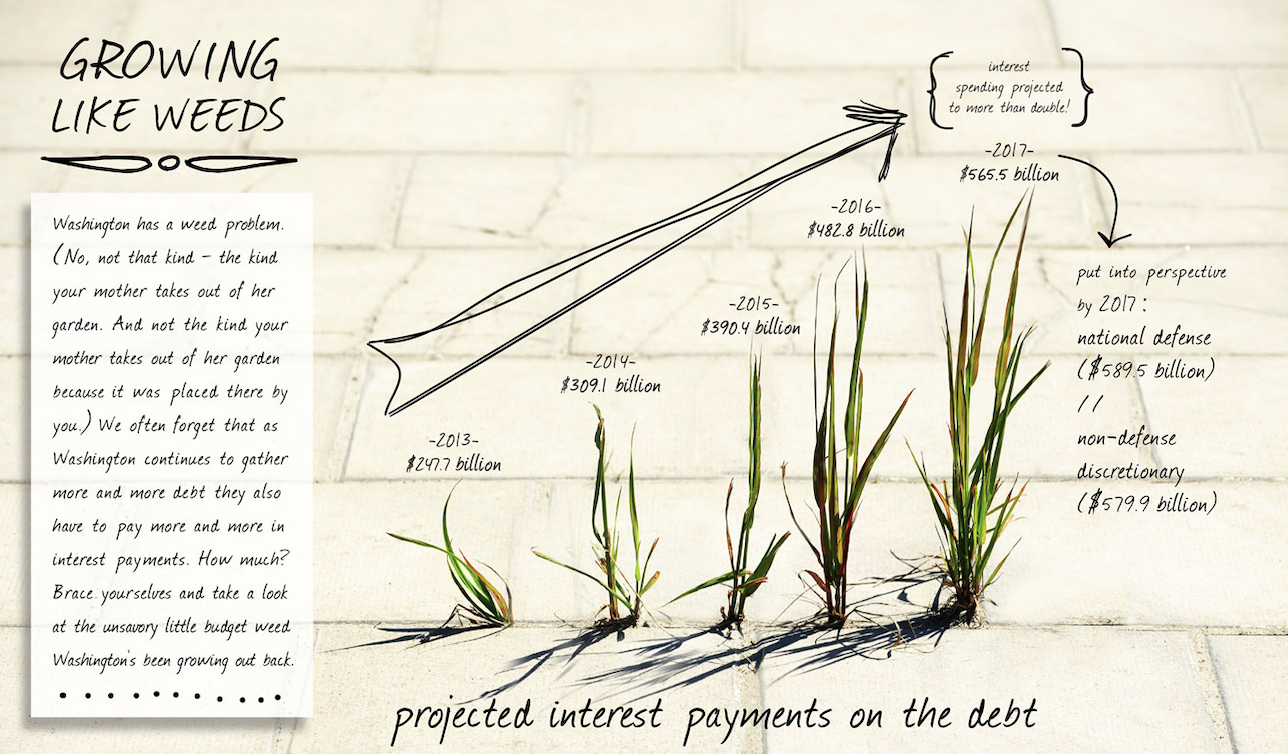 GROWING
LIKE WEEDS
Washington has a weed problem.
(No, not that kind – the kind
your mother takes out of her
garden. And not the kind your
mother takes out of her garden
because it was placed there by
you.) We often forget that as
Washington continues to gather
more and more debt they also
have to pay more and more in
interest payments. How much?
Brace yourselves and take a look
at the unsavory little budget weed
Washington's been growing out back.
interest
spending projected
to more than double!
-2017-
$565.5 billion
-2016-
$482.8 billion
-2015-
$390.4 billion
-2014-
$309.1 billion
-2013-
$247.7 billion
put into perspective
by 2017:
national defense
($589.5 billion)
//
non-defense
discretionary
($579.9 billion)
projected interest payments on the debt